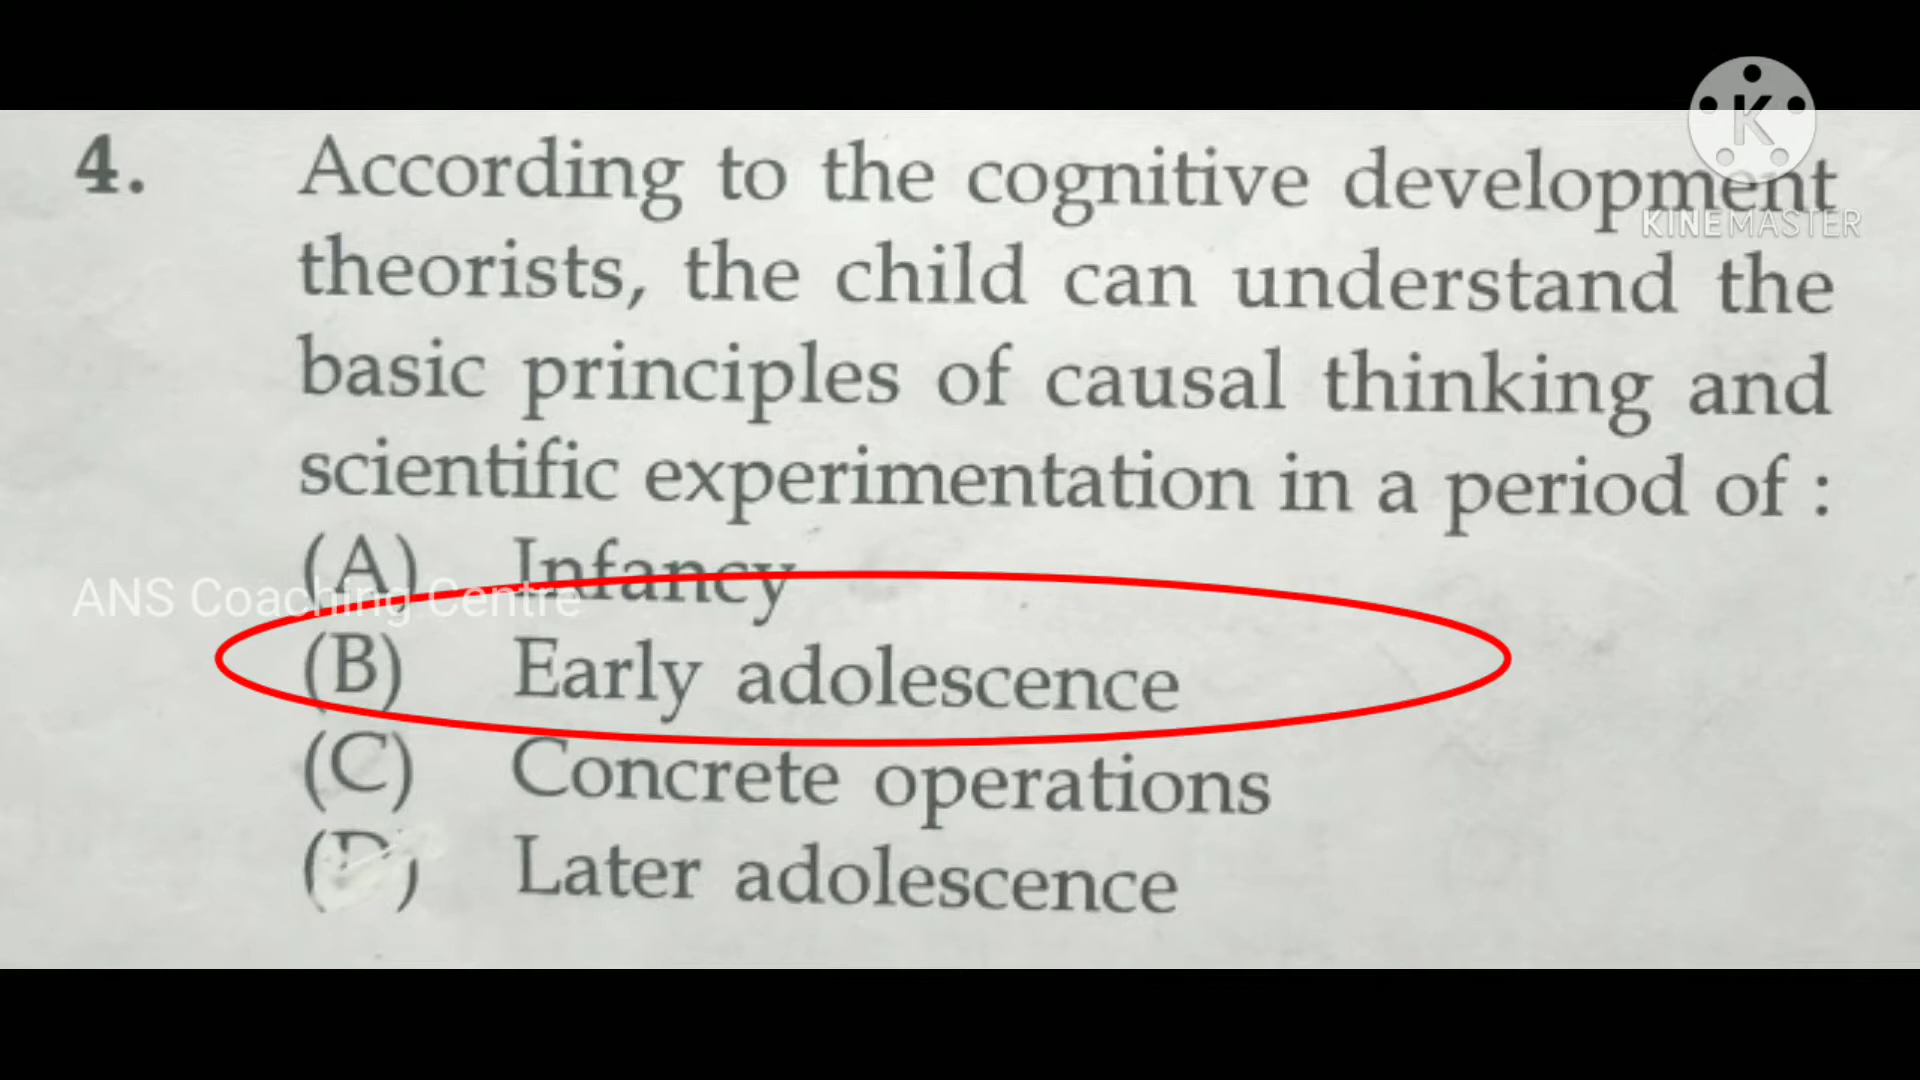 K
KINEMASTER
4. According to the cognitive development
theorists, the child can understand the
basic principles of causal thinking and
scientific experimentation in a period of :
(A) Infancy
ANS Coaching Centre
(B) Early adolescence
(C) Concrete operations
(D) Later adolescence